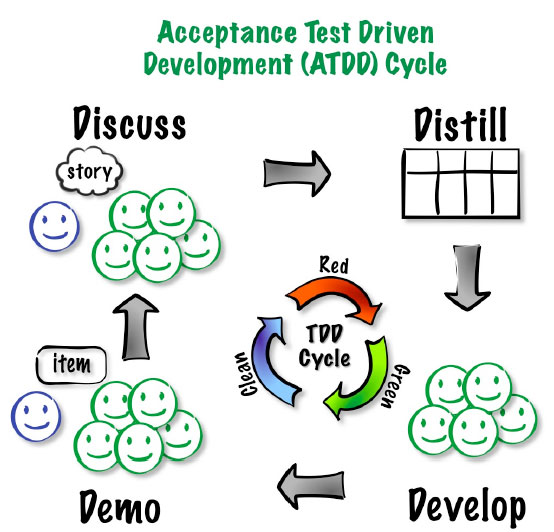 Acceptance Test Driven
Development (ATDD) Cycle
Discuss
Distill
story
Red
TDD
Cycle
Clean
Green
item
Demo
Develop